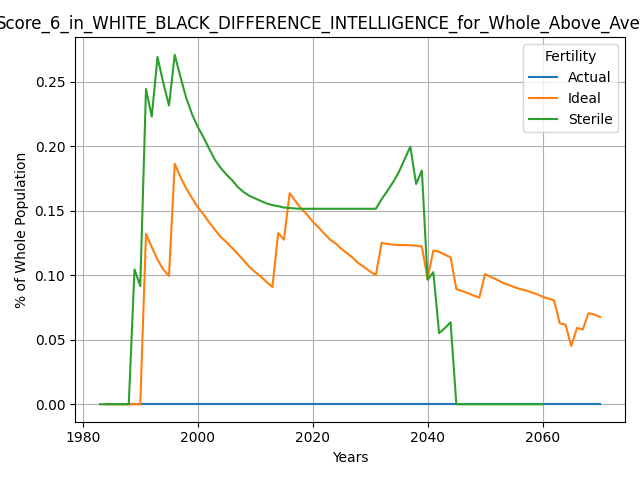 Score_6_in_WHITE_BLACK_DIFFERENCE_INTELLIGENCE_for_Whole_Above_Ave
Fertility
Actual
Ideal
Sterile
% of Whole Population
0.25
0.20
0.15
0.10
0.05
0.00
1980 2000 2020 2040 2060
Years